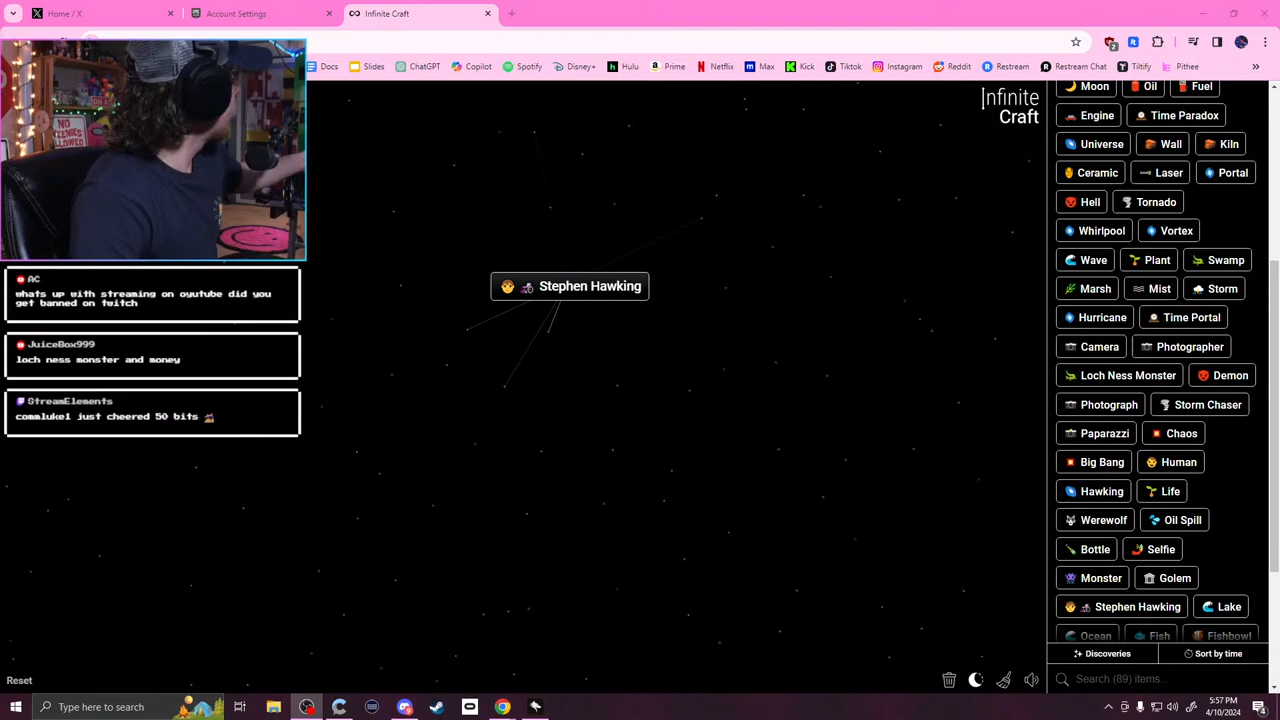 Home / X
Account Settings
Infinite Craft
Docs
Slides
ChatGPT
Copilot
Spotify
Disney+
Hulu
Prime
Netflix
Max
Kick
Tiktok
Instagram
Reddit
Restream
Restream Chat
Tiltify
Pithee
NO WEENIES ALLOWED
AC
whats up with streaming on oyutube did you
get banned on twitch
JuiceBox999
loch ness monster and money
StreamElements
commluke1 just cheered 50 bits
Stephen Hawking
Infinite
Craft
Moon Oil Fuel
Engine Time Paradox
Universe Wall Kiln
Ceramic Laser Portal
Hell Tornado
Whirlpool Vortex
Wave Plant Swamp
Marsh Mist Storm
Hurricane Time Portal
Camera Photographer
Loch Ness Monster Demon
Photograph Storm Chaser
Paparazzi Chaos
Big Bang Human
Hawking Life
Werewolf Oil Spill
Bottle Selfie
Monster Golem
Stephen Hawking Lake
Ocean Fish Fishbowl
Discoveries Sort by time
Search (89) items...
Reset
Type here to search
5:57 PM
4/10/2024